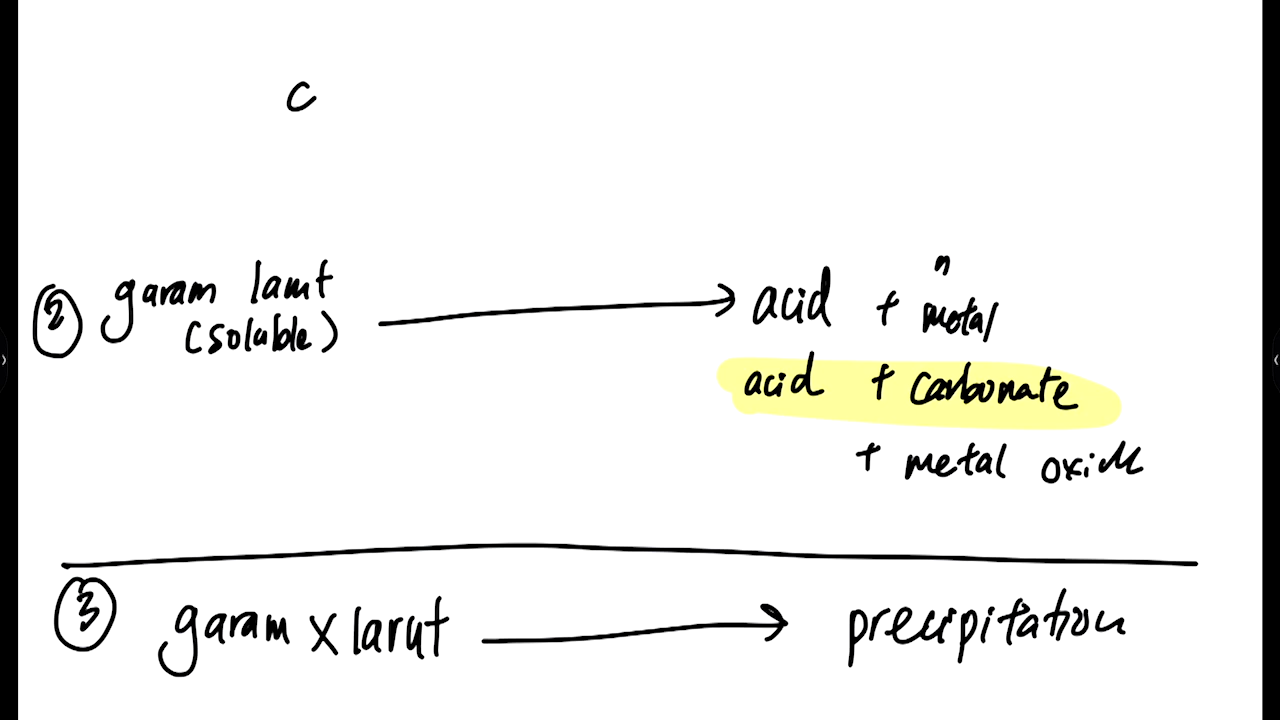 c
② garam larut
(soluble) → acid + metal
n
acid + carbonate
+ metal oxide
③ garam x larut → precipitation